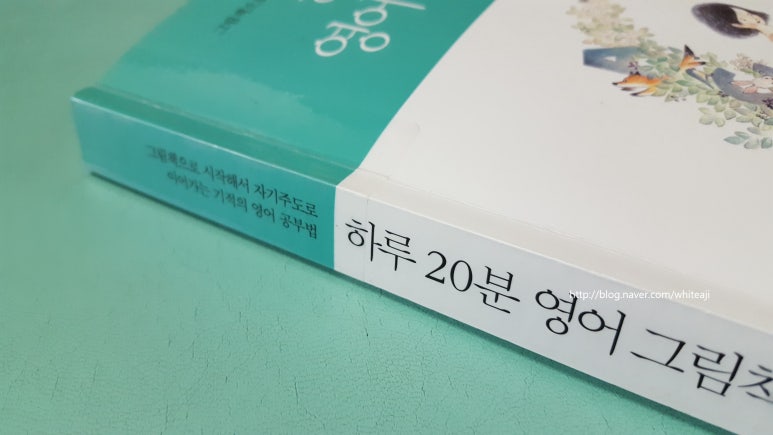 영어
그림책으로 시작해서 자기주도로
이어가는 기적의 영어 공부법
하루 20분 영어 그림책
http://blog.naver.com/whiteaji
A